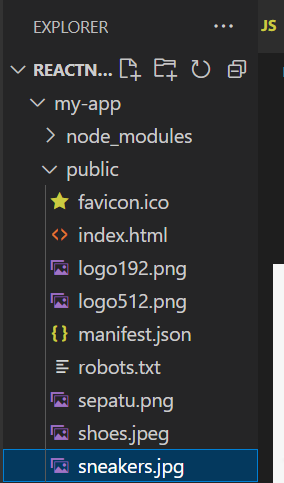 EXPLORER ...
JS
REACTN...
my-app
node_modules
public
favicon.ico
index.html
logo192.png
logo512.png
manifest.json
robots.txt
sepatu.png
shoes.jpeg
sneakers.jpg